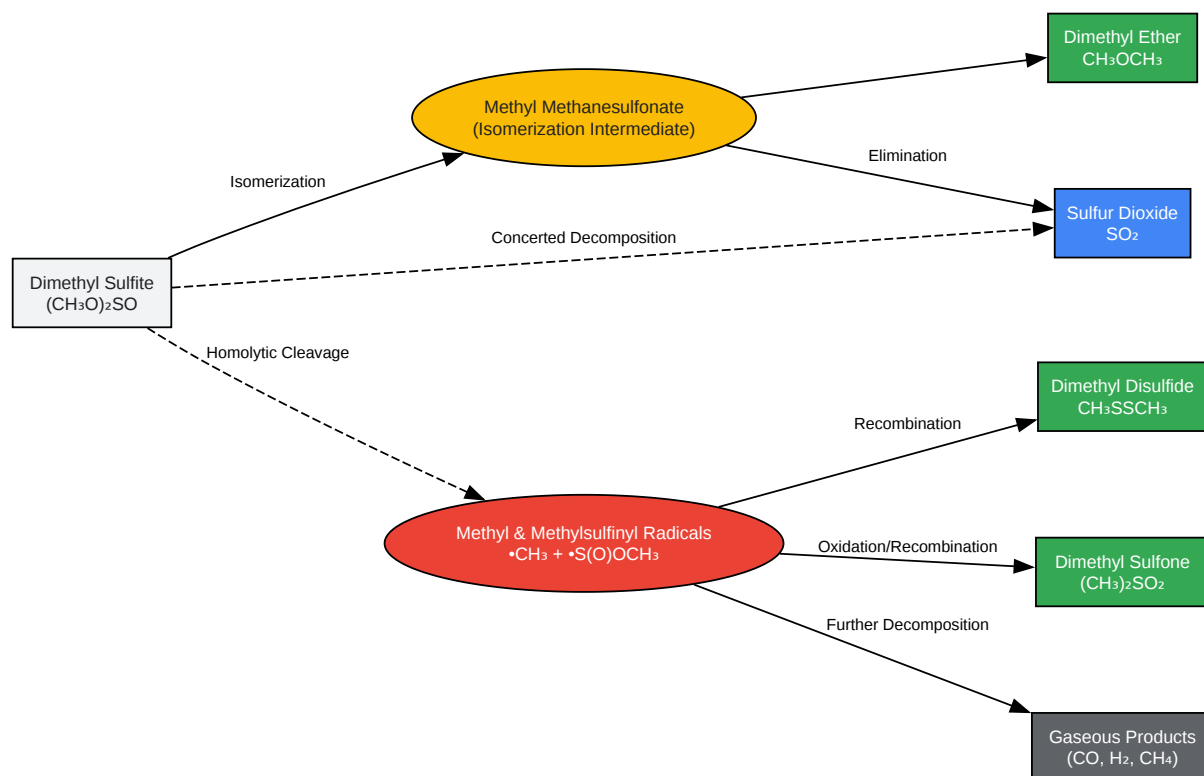 Dimethyl Ether
CH₃OCH₃
Methyl Methanesulfonate
(Isomerization Intermediate)
Elimination
Isomerization
Sulfur Dioxide
SO₂
Concerted Decomposition
Dimethyl Sulfite
(CH₃O)₂SO
Homolytic Cleavage
Dimethyl Disulfide
CH₃SSCH₃
Recombination
Methyl & Methylsulfinyl Radicals
•CH₃ + •S(O)OCH₃
Oxidation/Recombination
Dimethyl Sulfone
(CH₃)₂SO₂
Further Decomposition
Gaseous Products
(CO, H₂, CH₄)